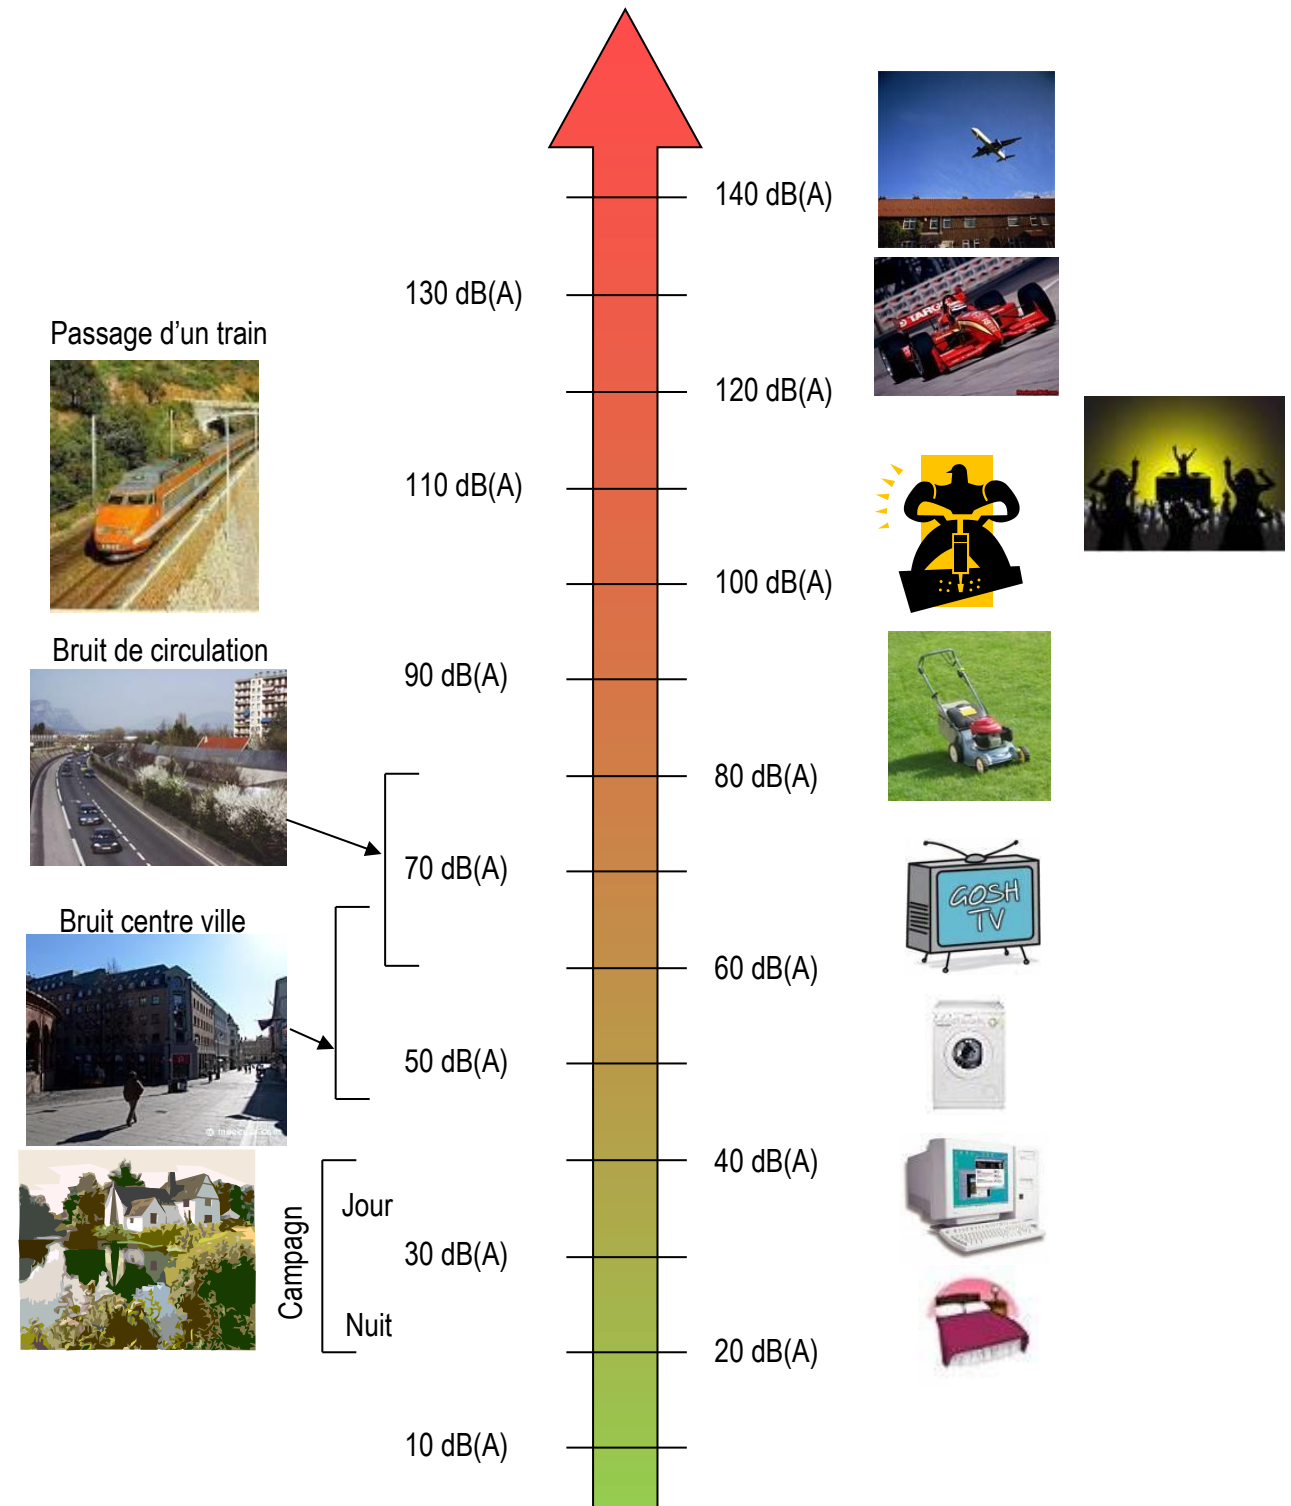 140 dB(A)
130 dB(A)
Passage d’un train
TARG
120 dB(A)
110 dB(A)
100 dB(A)
Bruit de circulation
90 dB(A)
80 dB(A)
70 dB(A)
GOSH
TV
Bruit centre ville
60 dB(A)
50 dB(A)
40 dB(A)
Jour
Campagn
30 dB(A)
Nuit
20 dB(A)
10 dB(A)